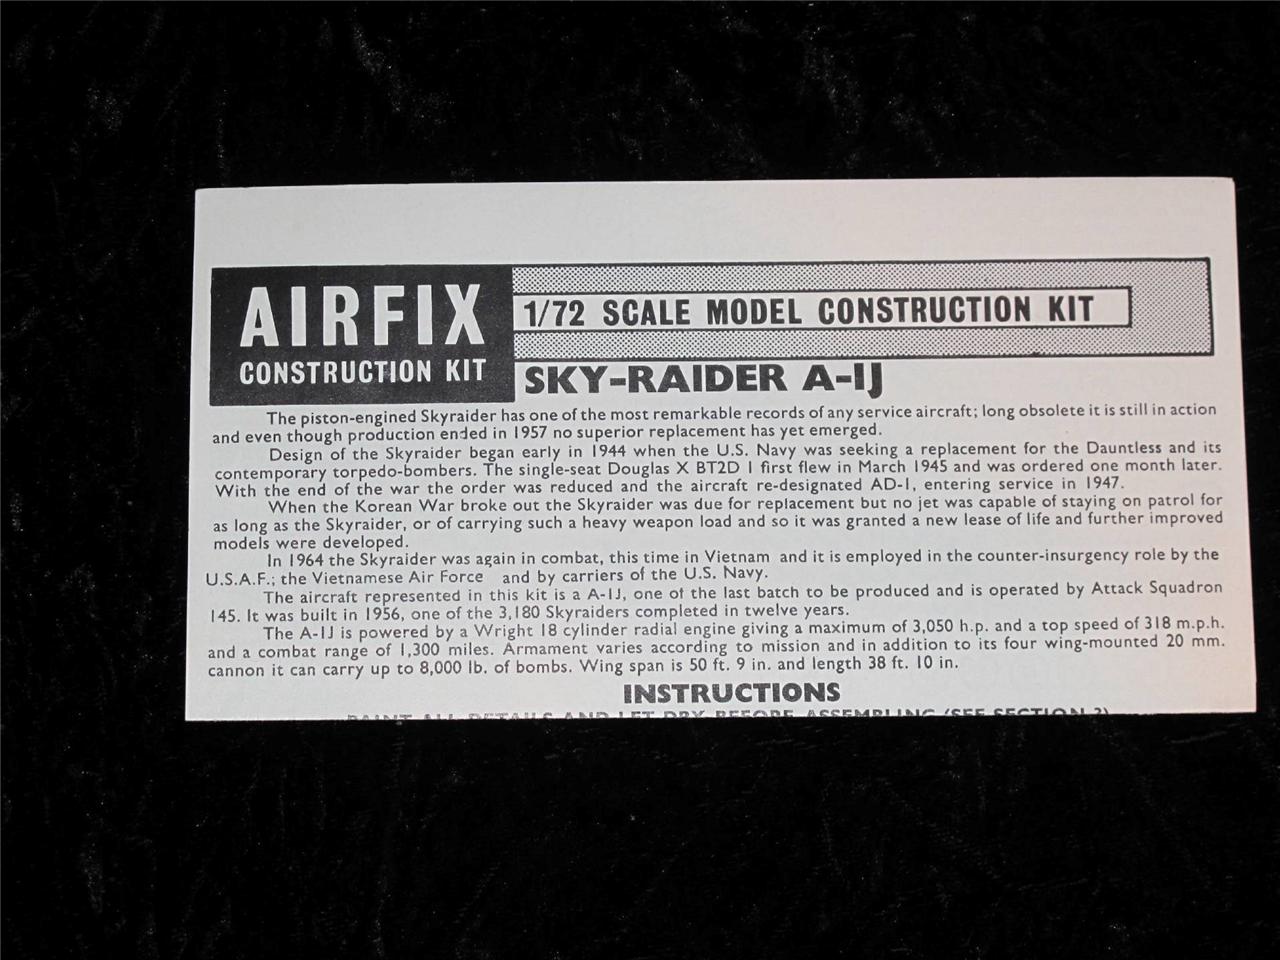 AIRFIX
CONSTRUCTION KIT
1/72 SCALE MODEL CONSTRUCTION KIT
SKY-RAIDER A-IJ
The piston-engined Skyraider has one of the most remarkable records of any service aircraft; long obsolete it is still in action
and even though production ended in 1957 no superior replacement has yet emerged.
Design of the Skyraider began early in 1944 when the U.S. Navy was seeking a replacement for the Dauntless and its
contemporary torpedo-bombers. The single-seat Douglas X BT2D I first flew in March 1945 and was ordered one month later.
With the end of the war the order was reduced and the aircraft re-designated AD-I, entering service in 1947.
When the Korean War broke out the Skyraider was due for replacement but no jet was capable of staying on patrol for
as long as the Skyraider, or of carrying such a heavy weapon load and so it was granted a new lease of life and further improved
models were developed.
In 1964 the Skyraider was again in combat, this time in Vietnam and it is employed in the counter-insurgency role by the
U.S.A.F.; the Vietnamese Air Force and by carriers of the U.S. Navy.
The aircraft represented in this kit is a A-IJ, one of the last batch to be produced and is operated by Attack Squadron
145. It was built in 1956, one of the 3,180 Skyraiders completed in twelve years.
The A-IJ is powered by a Wright 18 cylinder radial engine giving a maximum of 3,050 h.p. and a top speed of 318 m.p.h.
and a combat range of 1,300 miles. Armament varies according to mission and in addition to its four wing-mounted 20 mm.
cannon it can carry up to 8,000 lb. of bombs. Wing span is 50 ft. 9 in. and length 38 ft. 10 in.
INSTRUCTIONS
PAINT ALL DETAILS AND LET DRY BEFORE ASSEMBLING (SEE SECTION 2)